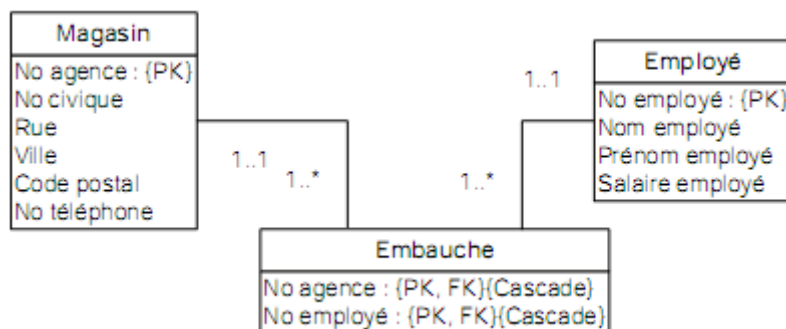 Magasin
No agence : {PK}
No civique
Rue
Ville
Code postal
No téléphone
1..1
1..*
Employé
No employé : {PK}
Nom employé
Prénom employé
Salaire employé
1..1
1..*
Embauche
No agence : {PK, FK}{Cascade}
No employé : {PK, FK}{Cascade}